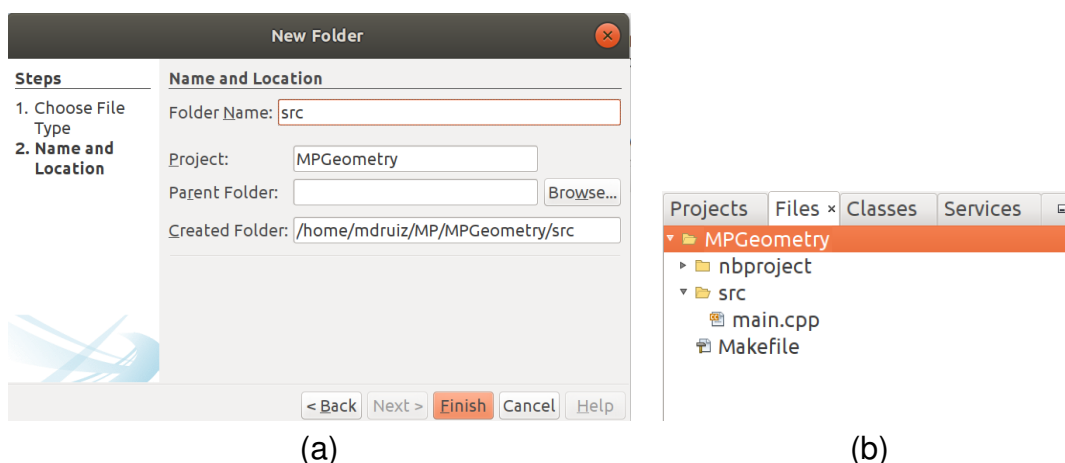 New Folder
Steps
1. Choose File
Type
2. Name and
Location
Name and Location
Folder Name: src
Project: MPGeometry
Parent Folder: Browse...
Created Folder: /home/mdruiz/MP/MPGeometry/src
< Back Next > Finish Cancel Help
(a)
Projects Files × Classes Services
MPGeometry
nbproject
src
main.cpp
Makefile
(b)